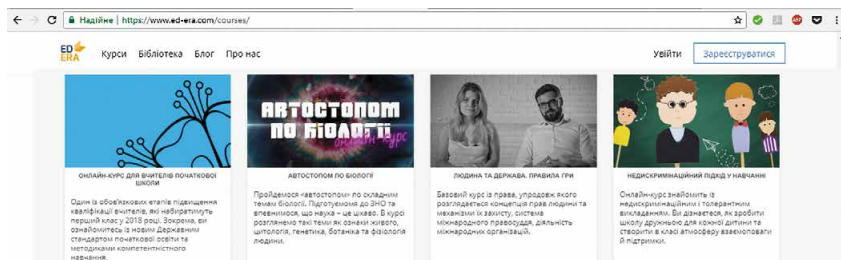 Надійне | https://www.ed-era.com/courses/
ED
ERA
Курси Бібліотека Блог Про нас
Увійти Зареєструватися
АВТОСТОПОМ
ПО БІОЛОГІЇ
онлайн-курс
ОНЛАЙН-КУРС ДЛЯ ВЧИТЕЛІВ ПОЧАТКОВОЇ
ШКОЛИ
Один із обов'язкових етапів підвищення
кваліфікації вчителів, які набиратимуть
перший клас у 2018 році. Зокрема, ви
ознайомитесь із новим Державним
стандартом початкової освіти та
методиками компетентнісного
навчання.
АВТОСТОПОМ ПО БІОЛОГІЇ
Пройдемося «автостопом» по складним
темам біології. Підготуємося до ЗНО та
впевнимося, що наука – це цікаво. В курсі
розглянемо такі теми як ознаки живого,
цитологія, генетика, ботаніка та фізіологія
людини.
ЛЮДИНА ТА ДЕРЖАВА. ПРАВИЛА ГРИ
Базовий курс із права, упродовж якого
розглядається концепція прав людини та
механізми їх захисту, система
міжнародного правосуддя, діяльність
міжнародних організацій.
НЕДИСКРИМІНАЦІЙНИЙ ПІДХІД У НАВЧАННІ
Онлайн-курс знайомить із
недискримінаційним і толерантним
викладанням. Ви дізнаєтеся, як зробити
школу дружньою для кожної дитини та
створити в класі атмосферу взаємоповаги
й підтримки.